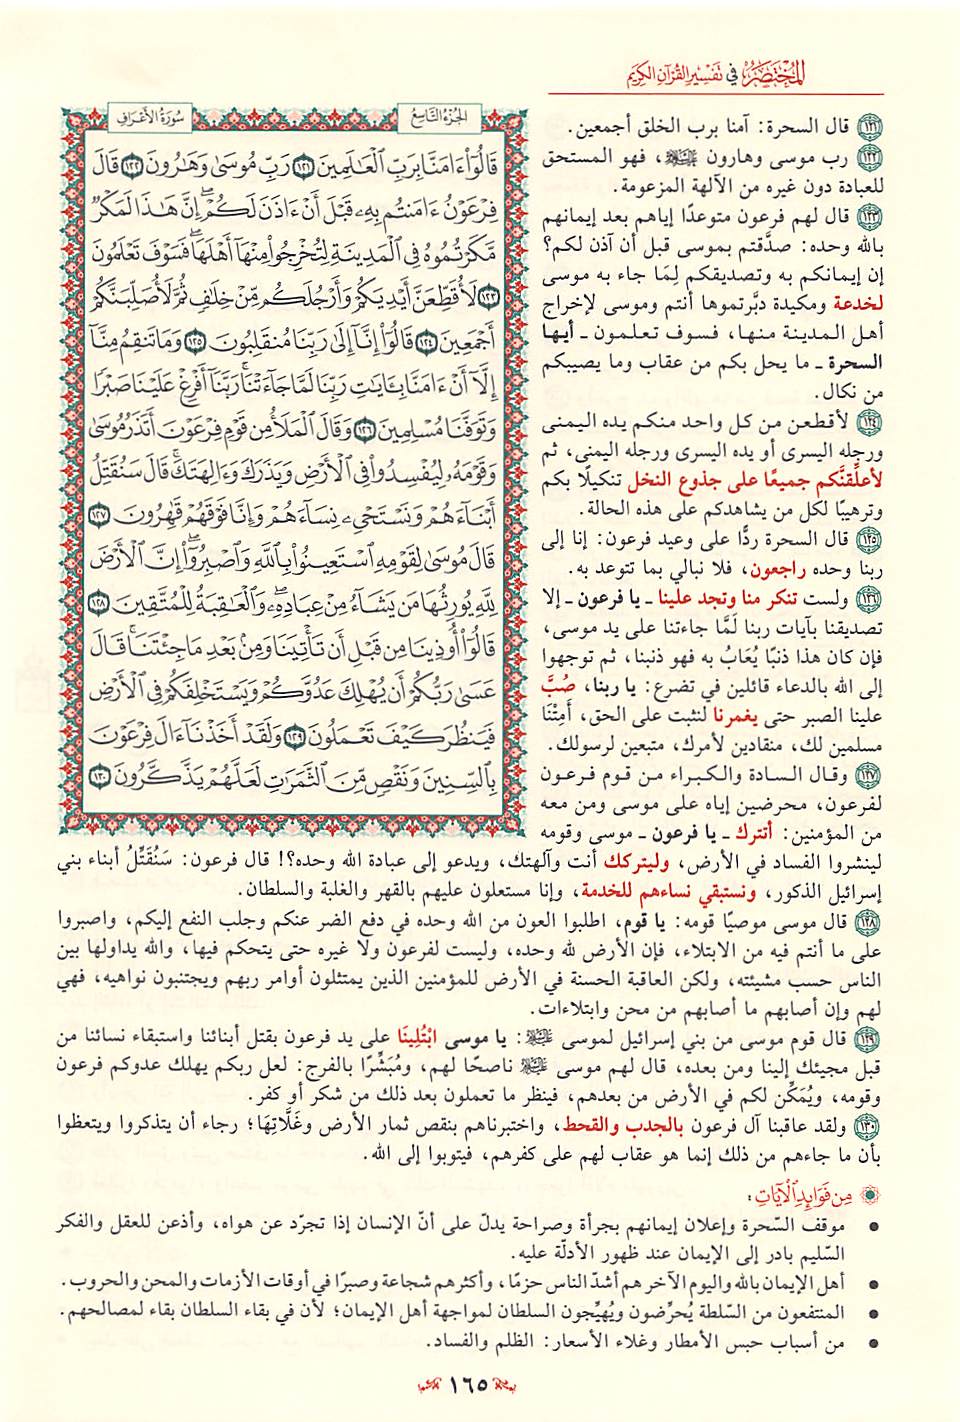 المختصر في تفسير القرآن الكريم
الجزء التاسع
سورة الأعراف
قَالُوٓا۟ ءَامَنَّا بِرَبِّ ٱلْعَـٰلَمِينَ ١٢١ رَبِّ مُوسَىٰ وَهَـٰرُونَ ١٢٢ قَالَ
فِرْعَوْنُ ءَامَنتُم بِهِۦ قَبْلَ أَنْ ءَاذَنَ لَكُمْ ۖ إِنَّ هَـٰذَا لَمَكْرٌ
مَّكَرْتُمُوهُ فِى ٱلْمَدِينَةِ لِتُخْرِجُوا۟ مِنْهَآ أَهْلَهَا ۖ فَسَوْفَ تَعْلَمُونَ
١٢٣ لَأُقَطِّعَنَّ أَيْدِيَكُمْ وَأَرْجُلَكُم مِّنْ خِلَـٰفٍ ثُمَّ لَأُصَلِّبَنَّكُمْ
أَجْمَعِينَ ١٢٤ قَالُوٓا۟ إِنَّآ إِلَىٰ رَبِّنَا مُنقَلِبُونَ ١٢٥ وَمَا تَنقِمُ مِنَّآ
إِلَّآ أَنْ ءَامَنَّا بِـَٔايَـٰتِ رَبِّنَا لَمَّا جَآءَتْنَا ۚ رَبَّنَآ أَفْرِغْ عَلَيْنَا صَبْرًا
وَتَوَفَّنَا مُسْلِمِينَ ١٢٦ وَقَالَ ٱلْمَلَأُ مِن قَوْمِ فِرْعَوْنَ أَتَذَرُ مُوسَىٰ
وَقَوْمَهُۥ لِيُفْسِدُوا۟ فِى ٱلْأَرْضِ وَيَذَرَكَ وَءَالِهَتَكَ ۚ قَالَ سَنُقَتِّلُ
أَبْنَآءَهُمْ وَنَسْتَحْىِۦ نِسَآءَهُمْ وَإِنَّا فَوْقَهُمْ قَـٰهِرُونَ ١٢٧
قَالَ مُوسَىٰ لِقَوْمِهِ ٱسْتَعِينُوا۟ بِٱللَّهِ وَٱصْبِرُوٓا۟ ۖ إِنَّ ٱلْأَرْضَ
لِلَّهِ يُورِثُهَا مَن يَشَآءُ مِنْ عِبَادِهِۦ ۖ وَٱلْعَـٰقِبَةُ لِلْمُتَّقِينَ ١٢٨
قَالُوٓا۟ أُوذِينَا مِن قَبْلِ أَن تَأْتِيَنَا وَمِنۢ بَعْدِ مَا جِئْتَنَا ۚ قَالَ
عَسَىٰ رَبُّكُمْ أَن يُهْلِكَ عَدُوَّكُمْ وَيَسْتَخْلِفَكُمْ فِى ٱلْأَرْضِ
فَيَنظُرَ كَيْفَ تَعْمَلُونَ ١٢٩ وَلَقَدْ أَخَذْنَآ ءَالَ فِرْعَوْنَ
بِٱلسِّنِينَ وَنَقْصٍ مِّنَ ٱلثَّمَرَٰتِ لَعَلَّهُمْ يَذَّكَّرُونَ ١٣٠
١٢١ قال السحرة: آمنا برب الخلق أجمعين.
١٢٢ رب موسى وهارون ﷺ، فهو المستحق
للعبادة دون غيره من الآلهة المزعومة.
١٢٣ قال لهم فرعون متوعدًا إياهم بعد إيمانهم
بالله وحده: صدَّقتم بموسى قبل أن آذن لكم؟
إن إيمانكم به وتصديقكم لِمَا جاء به موسى
لخدعة ومكيدة دبَّرتموها أنتم وموسى لإخراج
أهل المدينة منها، فسوف تعلمون ـ أيها
السحرة ـ ما يحل بكم من عقاب وما يصيبكم
من نكال.
١٢٤ لأقطعن من كل واحد منكم يده اليمنى
ورجله اليسرى أو يده اليسرى ورجله اليمنى، ثم
لأعلِّقنَّكم جميعًا على جذوع النخل تنكيلًا بكم
وترهيبًا لكل من يشاهدكم على هذه الحالة.
١٢٥ قال السحرة ردًّا على وعيد فرعون: إنا إلى
ربنا وحده راجعون، فلا نبالي بما تتوعد به.
١٢٦ ولست تنكر منا وتجد علينا ـ يا فرعون ـ إلا
تصديقنا بآيات ربنا لَمَّا جاءتنا على يد موسى،
فإن كان هذا ذنبًا يُعَابُ به فهو ذنبنا، ثم توجهوا
إلى الله بالدعاء قائلين في تضرع: يا ربنا، صُبَّ
علينا الصبر حتى يغمرنا لنثبت على الحق، أَمِتْنَا
مسلمين لك، منقادين لأمرك، متبعين لرسولك.
١٢٧ وقال السادة والكبراء من قوم فرعون
لفرعون، محرضين إياه على موسى ومن معه
من المؤمنين: أتترك ـ يا فرعون ـ موسى وقومه
لينشروا الفساد في الأرض، وليتركك أنت وآلهتك، ويدعو إلى عبادة الله وحده؟! قال فرعون: سَنُقَتِّلُ أبناء بني
إسرائيل الذكور، ونستبقي نساءهم للخدمة، وإنا مستعلون عليهم بالقهر والغلبة والسلطان.
١٢٨ قال موسى موصيًا قومه: يا قوم، اطلبوا العون من الله وحده في دفع الضر عنكم وجلب النفع إليكم، واصبروا
على ما أنتم فيه من الابتلاء، فإن الأرض لله وحده، وليست لفرعون ولا غيره حتى يتحكم فيها، والله يداولها بين
الناس حسب مشيئته، ولكن العاقبة الحسنة في الأرض للمؤمنين الذين يمتثلون أوامر ربهم ويجتنبون نواهيه، فهي
لهم وإن أصابهم ما أصابهم من محن وابتلاءات.
١٢٩ قال قوم موسى من بني إسرائيل لموسى ﷺ: يا موسى ابْتُلِينَا على يد فرعون بقتل أبنائنا واستبقاء نسائنا من
قبل مجيئك إلينا ومن بعده، قال لهم موسى ﷺ ناصحًا لهم، ومُبَشِّرًا بالفرج: لعل ربكم يهلك عدوكم فرعون
وقومه، ويُمَكِّن لكم في الأرض من بعدهم، فينظر ما تعملون بعد ذلك من شكر أو كفر.
١٣٠ ولقد عاقبنا آل فرعون بالجدب والقحط، واختبرناهم بنقص ثمار الأرض وغَلَّاتِهَا؛ رجاء أن يتذكروا ويتعظوا
بأن ما جاءهم من ذلك إنما هو عقاب لهم على كفرهم، فيتوبوا إلى الله.
من فوائد الآيات:
• موقف السّحرة وإعلان إيمانهم بجرأة وصراحة يدلّ على أنّ الإنسان إذا تجرّد عن هواه، وأذعن للعقل والفكر
السّليم بادر إلى الإيمان عند ظهور الأدلّة عليه.
• أهل الإيمان بالله واليوم الآخر هم أشدّ الناس حزمًا، وأكثرهم شجاعة وصبرًا في أوقات الأزمات والمحن والحروب.
• المنتفعون من السّلطة يُحرِّضون ويُهيِّجون السلطان لمواجهة أهل الإيمان؛ لأن في بقاء السلطان بقاء لمصالحهم.
• من أسباب حبس الأمطار وغلاء الأسعار: الظلم والفساد.
١٦٥